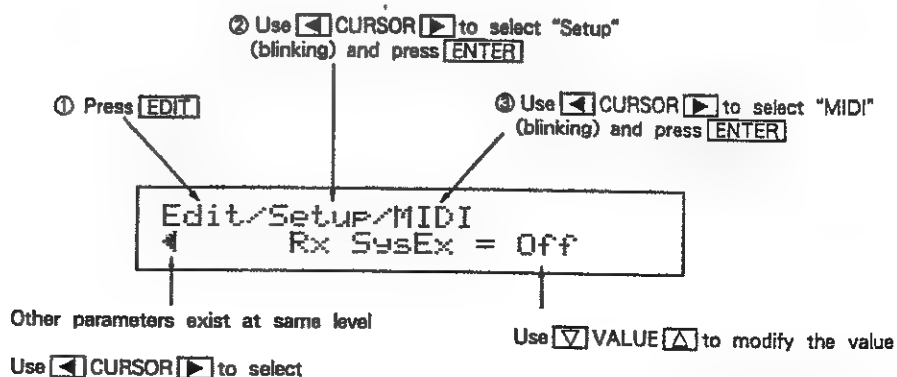 ② Use ◀ CURSOR ▶ to select "Setup"
(blinking) and press ENTER
① Press EDIT
③ Use ◀ CURSOR ▶ to select "MIDI"
(blinking) and press ENTER
Edit/Setup/MIDI
◀ Rx SysEx = Off
Other parameters exist at same level
Use ▽ VALUE △ to modify the value
Use ◀ CURSOR ▶ to select